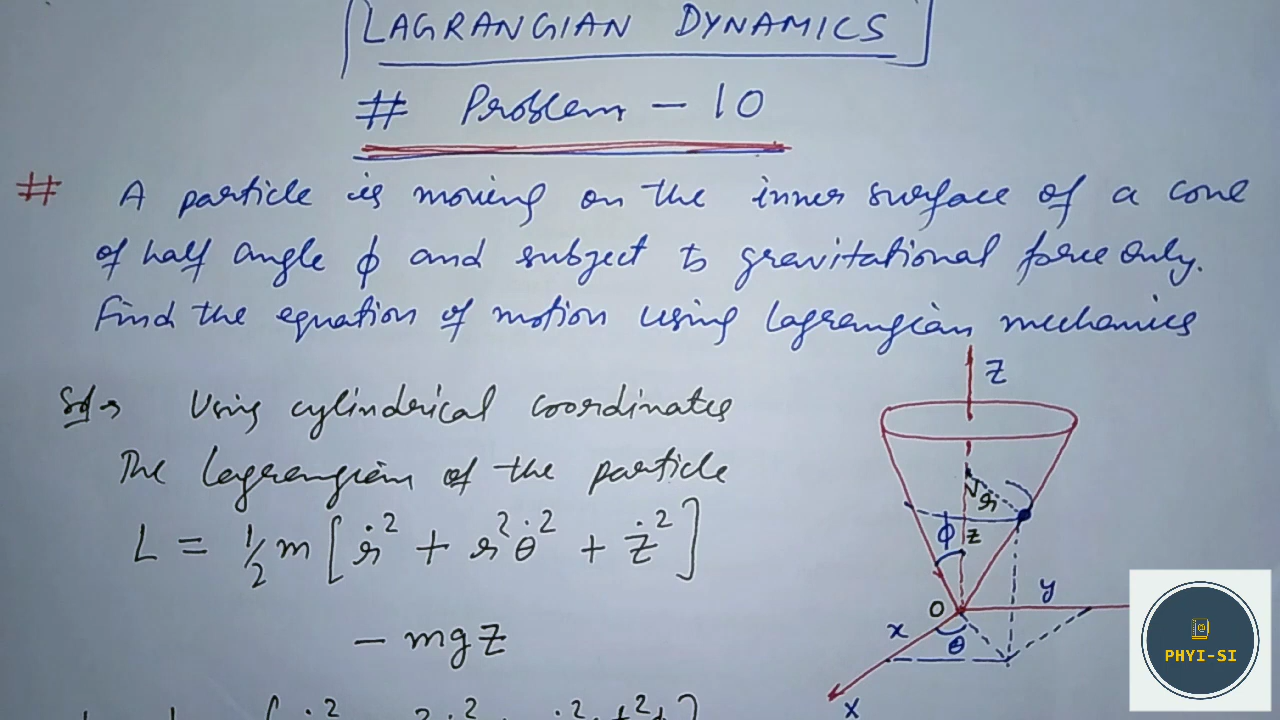 LAGRANGIAN DYNAMICS
# Problem - 10
# A particle is moving on the inner surface of a cone
of half angle ϕ and subject to gravitational force only.
Find the equation of motion using lagrangian mechanics
Sol→ Using cylindrical coordinates
The lagrangian of the particle
L = 1/2 m [ṙ² + r²θ̇² + ż²]
- mgz
Z
r
ϕ
z
O
y
x
θ
X
PHYI-SI